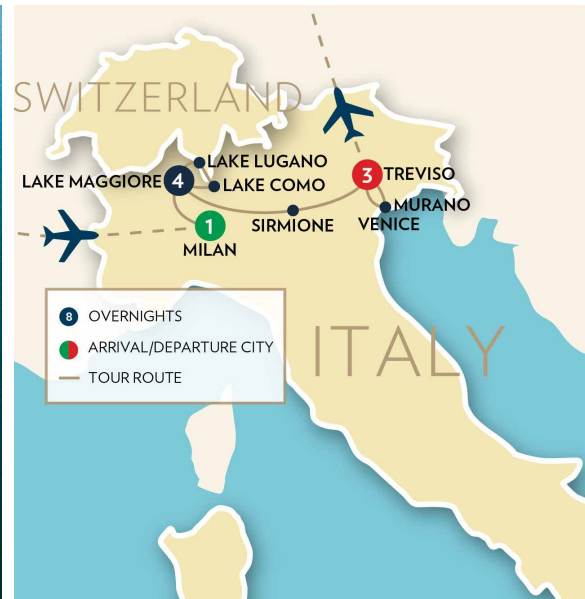 SWITZERLAND
LAKE LUGANO
LAKE MAGGIORE
4
LAKE COMO
3
TREVISO
MURANO
VENICE
SIRMIONE
1
MILAN
8 OVERNIGHTS
ARRIVAL/DEPARTURE CITY
TOUR ROUTE
ITALY